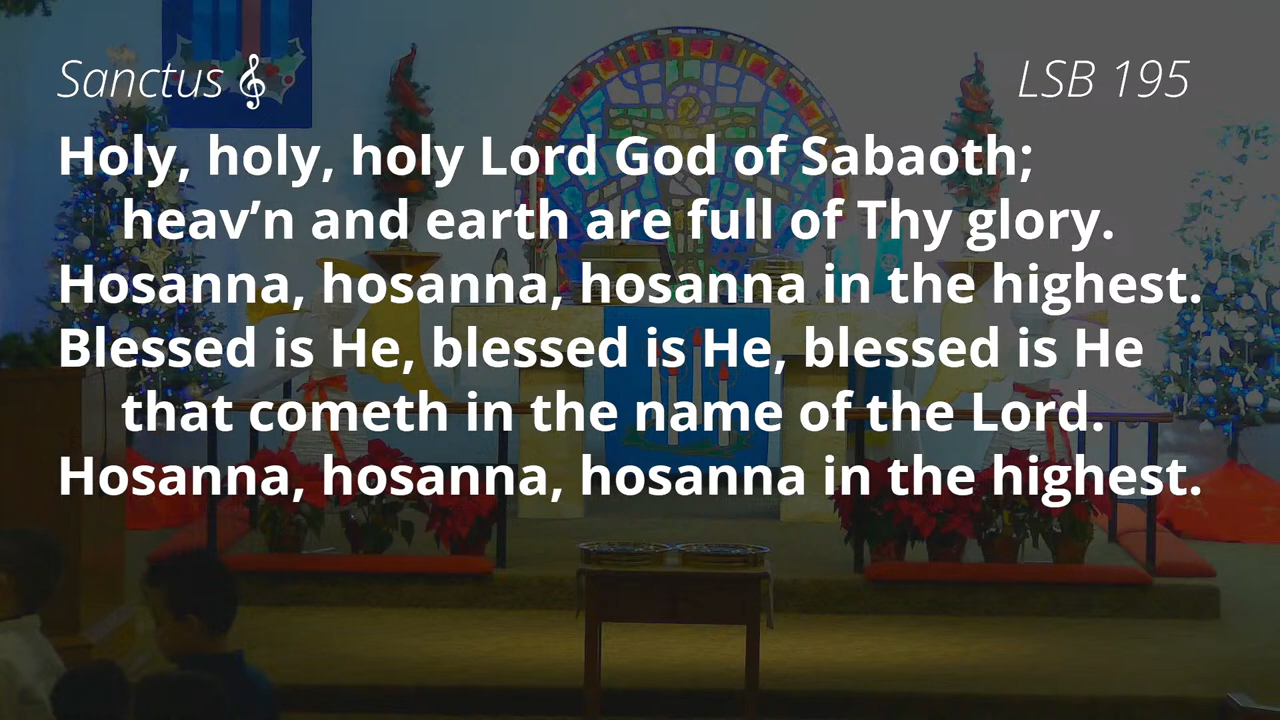 Sanctus 𝄞 LSB 195
Holy, holy, holy Lord God of Sabaoth;
heav’n and earth are full of Thy glory.
Hosanna, hosanna, hosanna in the highest.
Blessed is He, blessed is He, blessed is He
that cometh in the name of the Lord.
Hosanna, hosanna, hosanna in the highest.